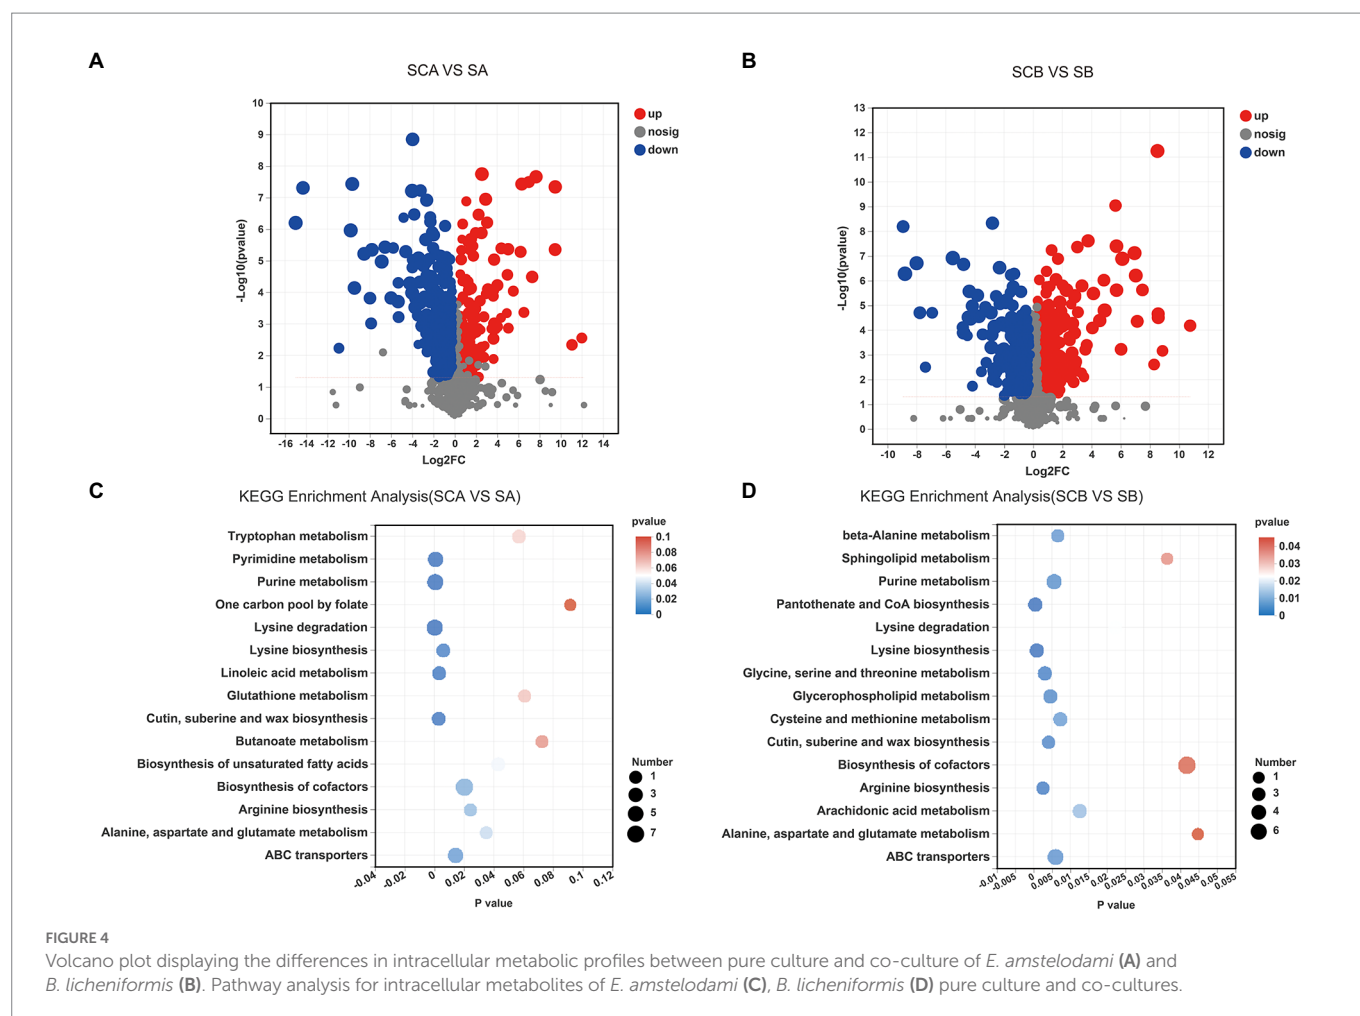 A
SCA VS SA
up
nosig
down
10
9
8
7
6
5
4
3
2
1
0
-Log10(pvalue)
-16 -14 -12 -10 -8 -6 -4 -2 0 2 4 6 8 10 12 14
Log2FC
B
SCB VS SB
up
nosig
down
13
12
11
10
9
8
7
6
5
4
3
2
1
0
-Log10(pvalue)
-10 -8 -6 -4 -2 0 2 4 6 8 10 12
Log2FC
C
KEGG Enrichment Analysis(SCA VS SA)
Tryptophan metabolism
Pyrimidine metabolism
Purine metabolism
One carbon pool by folate
Lysine degradation
Lysine biosynthesis
Linoleic acid metabolism
Glutathione metabolism
Cutin, suberine and wax biosynthesis
Butanoate metabolism
Biosynthesis of unsaturated fatty acids
Biosynthesis of cofactors
Arginine biosynthesis
Alanine, aspartate and glutamate metabolism
ABC transporters
-0.04 -0.02 0 0.02 0.04 0.06 0.08 0.1 0.12
P value
pvalue
0.1
0.08
0.06
0.04
0.02
0
Number
1
3
5
7
D
KEGG Enrichment Analysis(SCB VS SB)
beta-Alanine metabolism
Sphingolipid metabolism
Purine metabolism
Pantothenate and CoA biosynthesis
Lysine degradation
Lysine biosynthesis
Glycine, serine and threonine metabolism
Glycerophospholipid metabolism
Cysteine and methionine metabolism
Cutin, suberine and wax biosynthesis
Biosynthesis of cofactors
Arginine biosynthesis
Arachidonic acid metabolism
Alanine, aspartate and glutamate metabolism
ABC transporters
-0.01 -0.005 0 0.005 0.01 0.015 0.02 0.025 0.03 0.035 0.04 0.045 0.05 0.055
P value
pvalue
0.04
0.03
0.02
0.01
0
Number
1
3
4
6
FIGURE 4
Volcano plot displaying the differences in intracellular metabolic profiles between pure culture and co-culture of E. amstelodami (A) and
B. licheniformis (B). Pathway analysis for intracellular metabolites of E. amstelodami (C), B. licheniformis (D) pure culture and co-cultures.